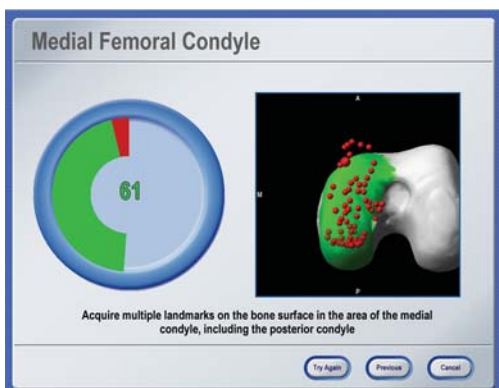 Medial Femoral Condyle
61
A
M
P
Acquire multiple landmarks on the bone surface in the area of the medial
condyle, including the posterior condyle
Try Again
Previous
Cancel